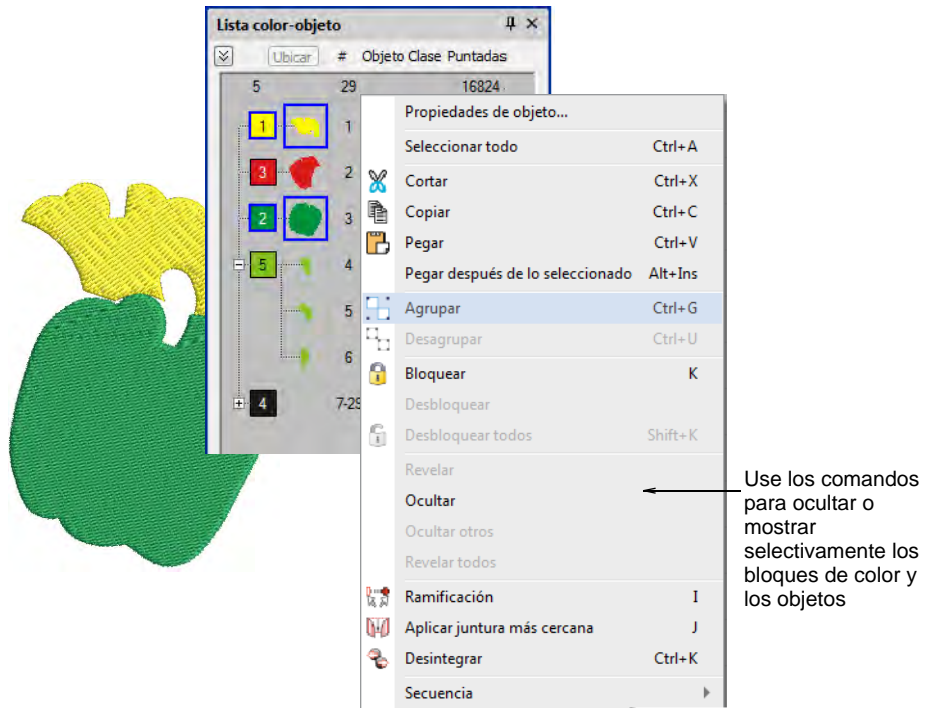 Lista color-objeto
Ubicar # Objeto Clase Puntadas
5 29 16824
1 1
3 2
2 3
5 4
5
6
4 7-29
Propiedades de objeto...
Seleccionar todo Ctrl+A
Cortar Ctrl+X
Copiar Ctrl+C
Pegar Ctrl+V
Pegar después de lo seleccionado Alt+Ins
Agrupar Ctrl+G
Desagrupar Ctrl+U
Bloquear K
Desbloquear
Desbloquear todos Shift+K
Revelar
Ocultar
Ocultar otros
Revelar todos
Ramificación I
Aplicar juntura más cercana J
Desintegrar Ctrl+K
Secuencia
Use los comandos
para ocultar o
mostrar
selectivamente los
bloques de color y
los objetos